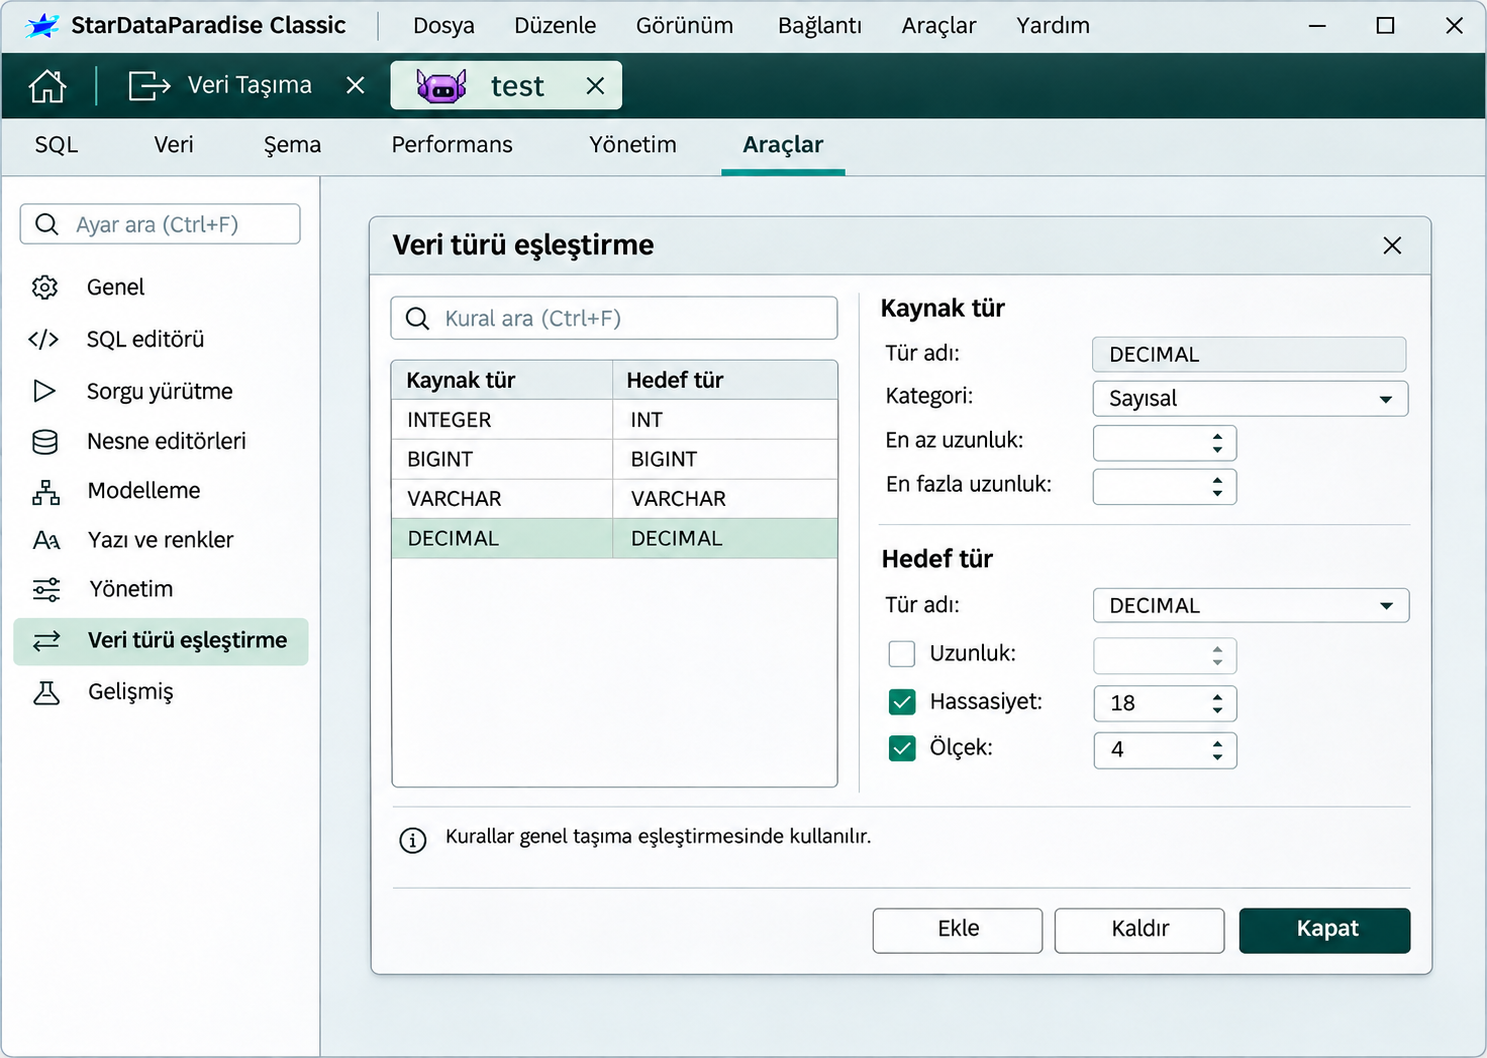 StarDataParadise Classic Dosya Düzenle Görünüm Bağlantı Araçlar Yardım
Veri Taşıma test
SQL Veri Şema Performans Yönetim Araçlar
Ayar ara (Ctrl+F)
Genel
SQL editörü
Sorgu yürütme
Nesne editörleri
Modelleme
Yazı ve renkler
Yönetim
Veri türü eşleştirme
Gelişmiş
Veri türü eşleştirme
Kural ara (Ctrl+F)
Kaynak tür Hedef tür
INTEGER INT
BIGINT BIGINT
VARCHAR VARCHAR
DECIMAL DECIMAL
Kaynak tür
Tür adı: DECIMAL
Kategori: Sayısal
En az uzunluk:
En fazla uzunluk:
Hedef tür
Tür adı: DECIMAL
Uzunluk:
Hassasiyet: 18
Ölçek: 4
Kurallar genel taşıma eşleştirmesinde kullanılır.
Ekle Kaldır Kapat